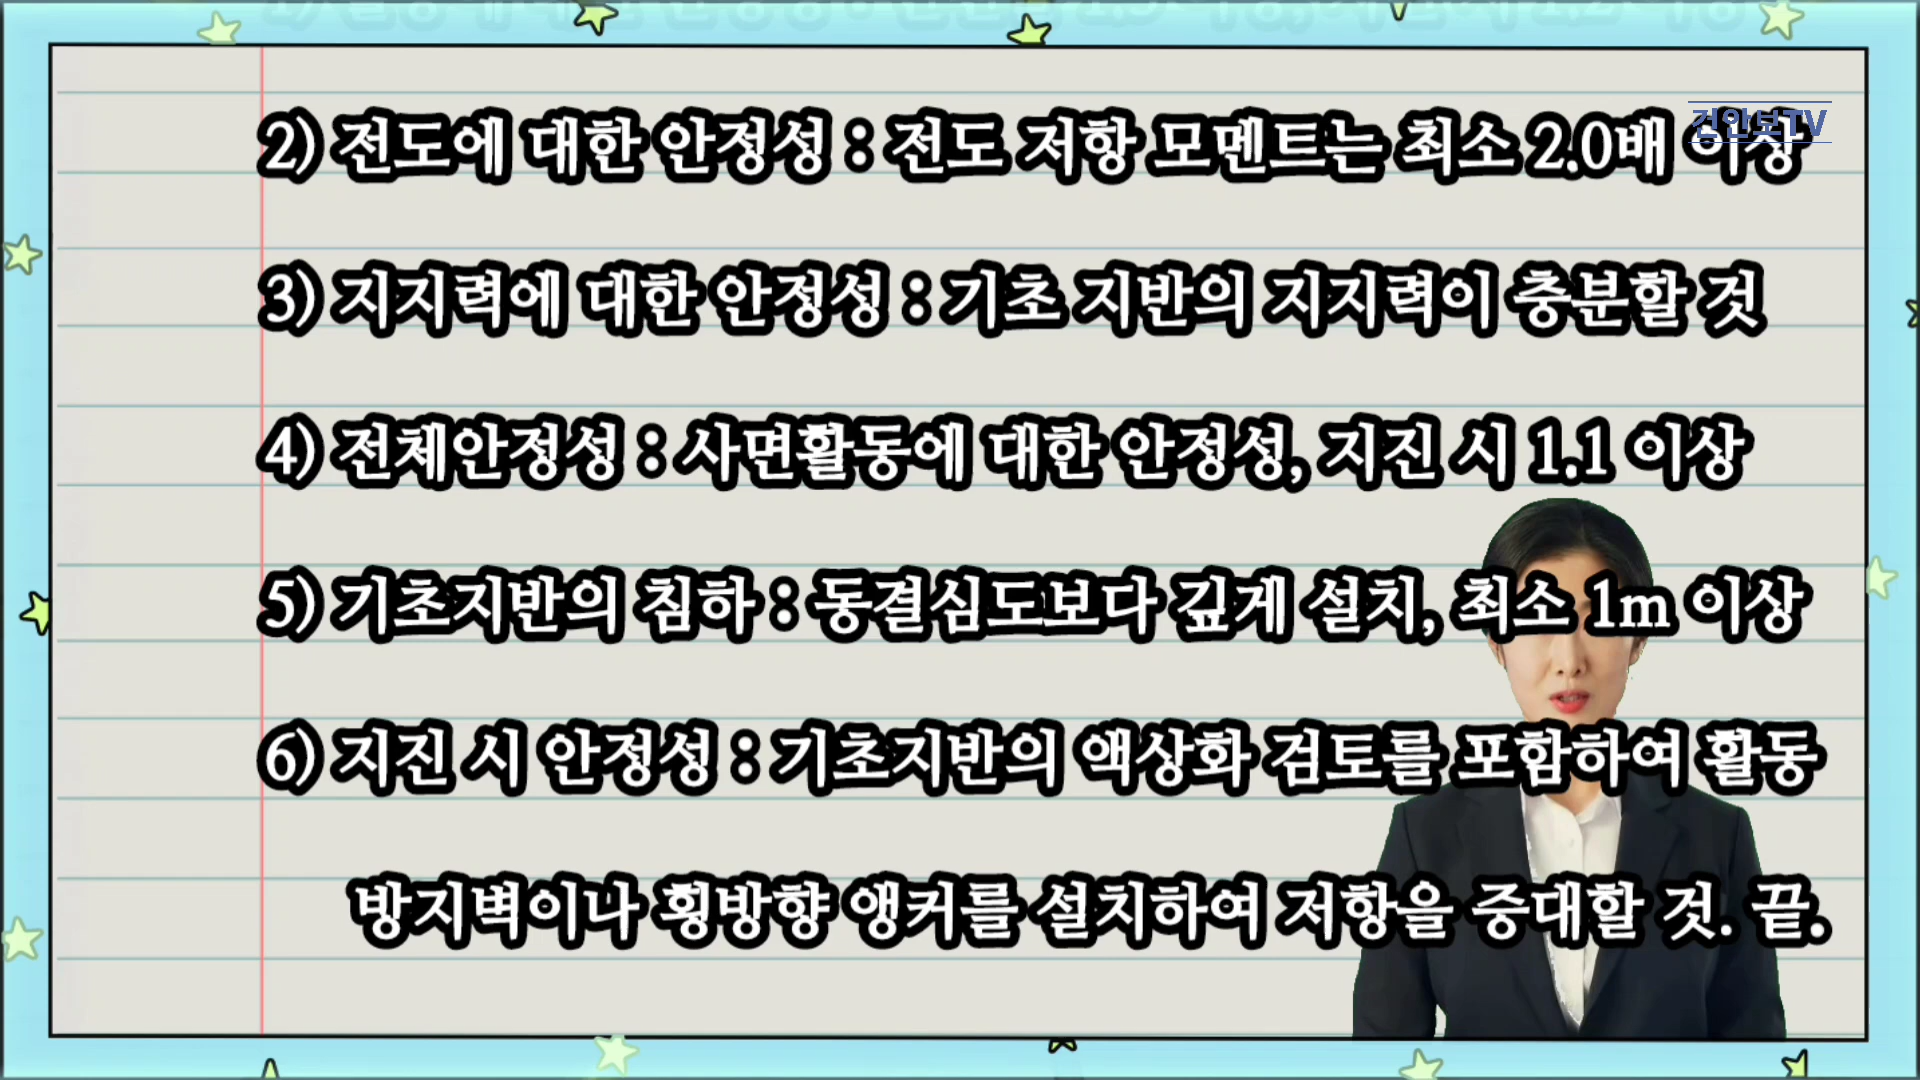 2) 전도에 대한 안정성 : 전도 저항 모멘트는 최소 2.0배 이상
건안보TV
3) 지지력에 대한 안정성 : 기초 지반의 지지력이 충분할 것
4) 전체안정성 : 사면활동에 대한 안정성, 지진 시 1.1 이상
5) 기초지반의 침하 : 동결심도보다 깊게 설치, 최소 1m 이상
6) 지진 시 안정성 : 기초지반의 액상화 검토를 포함하여 활동
방지벽이나 횡방향 앵커를 설치하여 저항을 증대할 것. 끝.